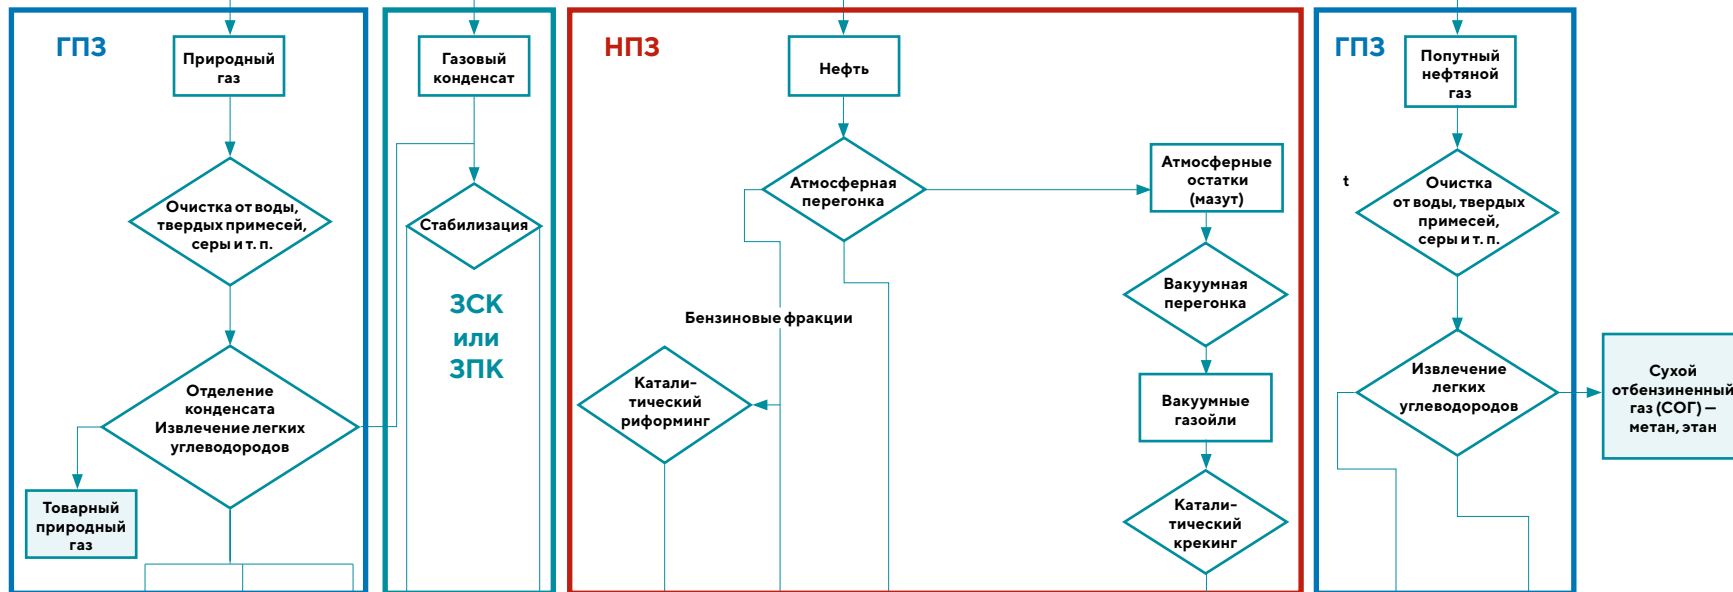 ГПЗ
Природный
газ
Очистка от воды,
твердых примесей,
серы и т. п.
Отделение
конденсата
Извлечение легких
углеводородов
Товарный
природный
газ
Газовый
конденсат
Стабилизация
ЗСК
или
ЗПК
НПЗ
Нефть
Атмосферная
перегонка
Атмосферные
остатки
(мазут)
Вакуумная
перегонка
Бензиновые фракции
Катали-
тический
риформинг
Вакуумные
газойли
Катали-
тический
крекинг
ГПЗ
Попутный
нефтяной
газ
t
Очистка
от воды, твердых
примесей,
серы и т. п.
Извлечение
легких
углеводородов
Сухой
отбензиненный
газ (СОГ) —
метан, этан